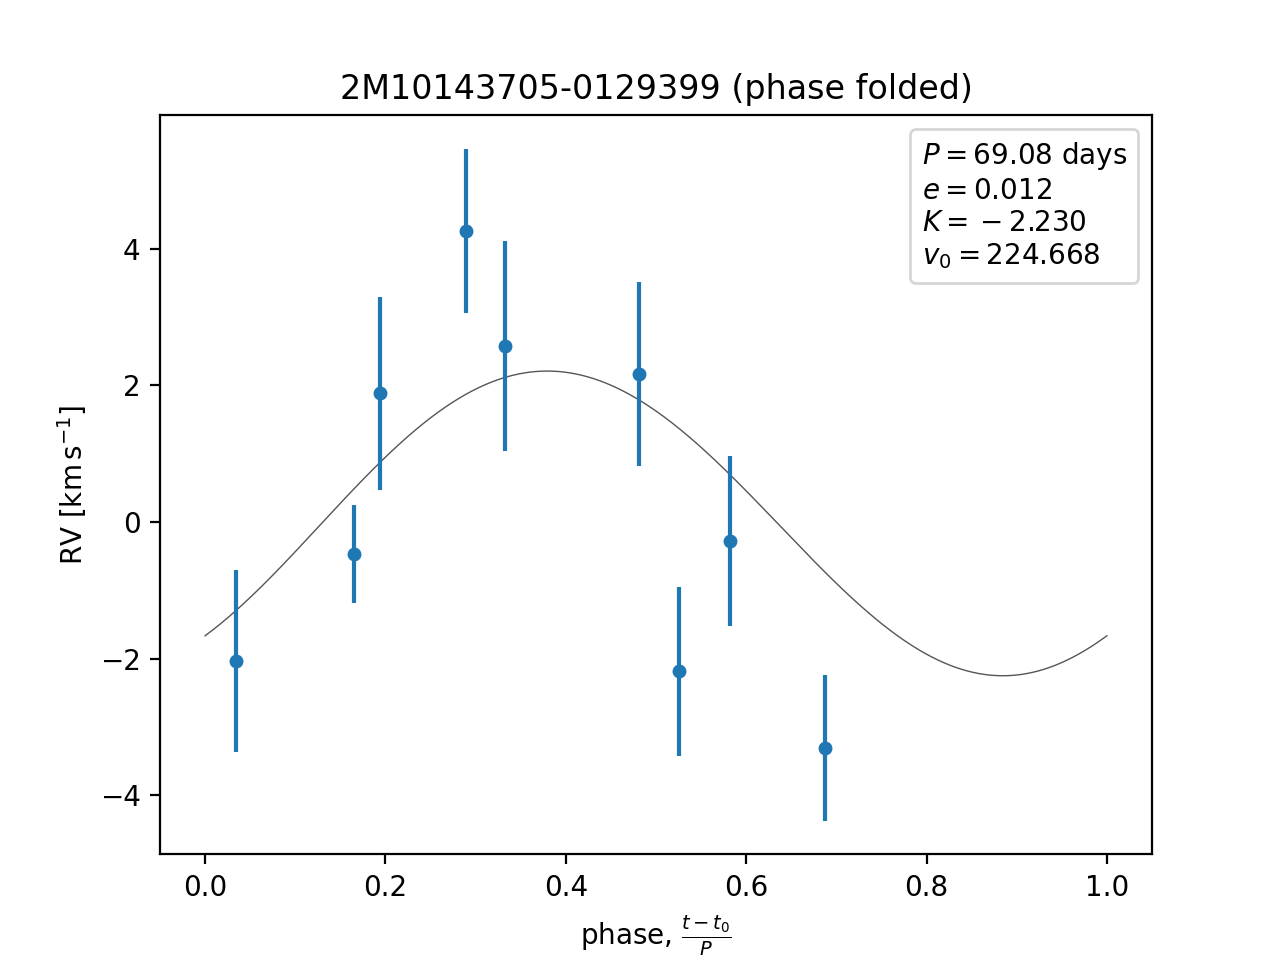 2M10143705-0129399 (phase folded)
P = 69.08 days
e = 0.012
K = −2.230
v₀ = 224.668
4
2
0
−2
−4
RV [km s⁻¹]
0.0 0.2 0.4 0.6 0.8 1.0
phase, (t − t₀)/P